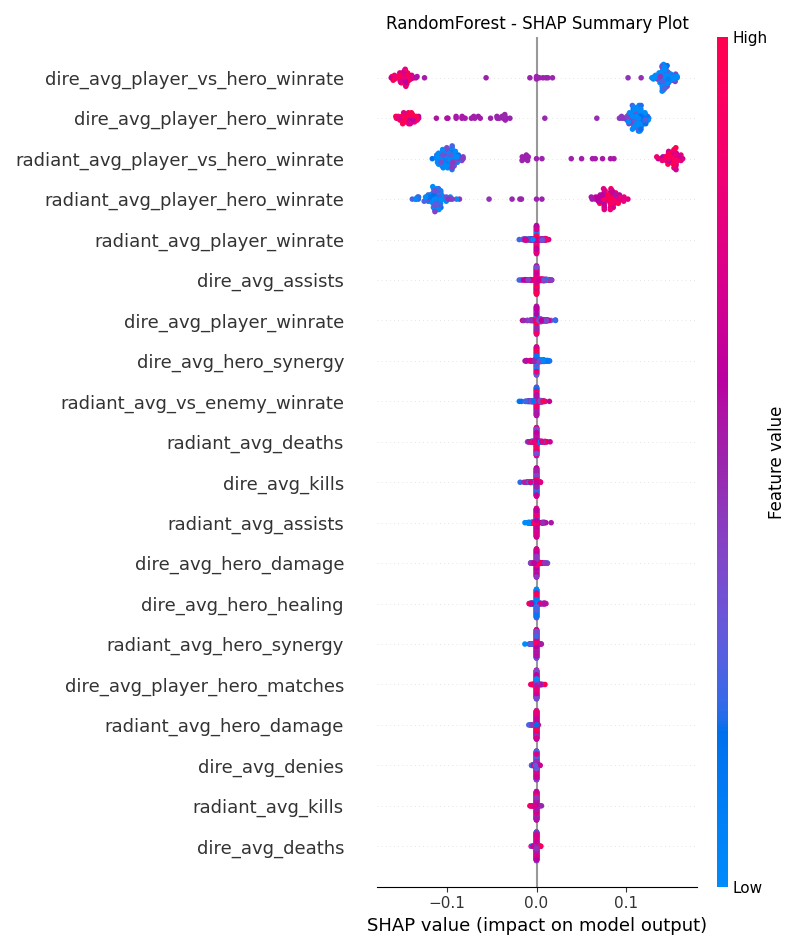 RandomForest - SHAP Summary Plot
High
dire_avg_player_vs_hero_winrate
dire_avg_player_hero_winrate
radiant_avg_player_vs_hero_winrate
radiant_avg_player_hero_winrate
radiant_avg_player_winrate
dire_avg_assists
dire_avg_player_winrate
dire_avg_hero_synergy
radiant_avg_vs_enemy_winrate
radiant_avg_deaths
dire_avg_kills
radiant_avg_assists
dire_avg_hero_damage
dire_avg_hero_healing
radiant_avg_hero_synergy
dire_avg_player_hero_matches
radiant_avg_hero_damage
dire_avg_denies
radiant_avg_kills
dire_avg_deaths
Feature value
Low
−0.1 0.0 0.1
SHAP value (impact on model output)